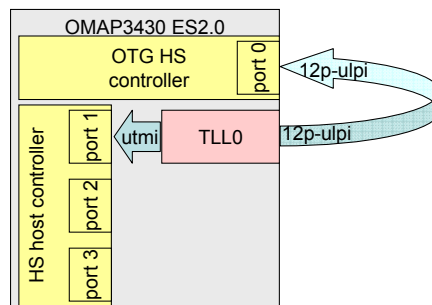 OMAP3430 ES2.0
OTG HS
controller
port 0
12p-ulpi
HS host controller
port 1
utmi
TLL0
12p-ulpi
port 2
port 3